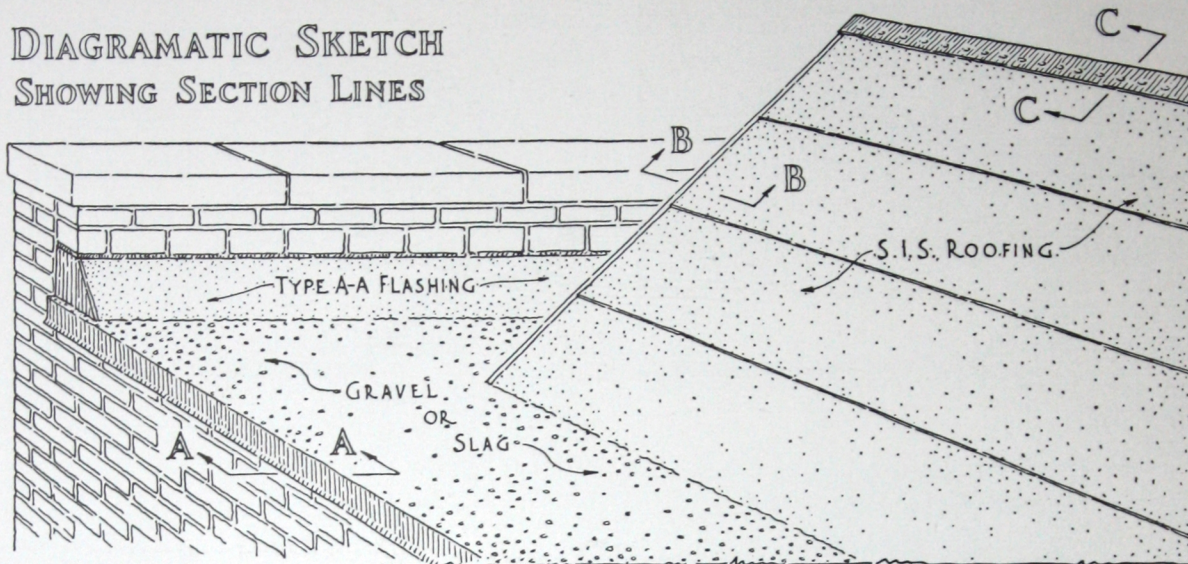 DIAGRAMATIC SKETCH
SHOWING SECTION LINES
C
C
B
B
S.I.S. ROOFING
TYPE A-A FLASHING
GRAVEL
OR
SLAG
A
A